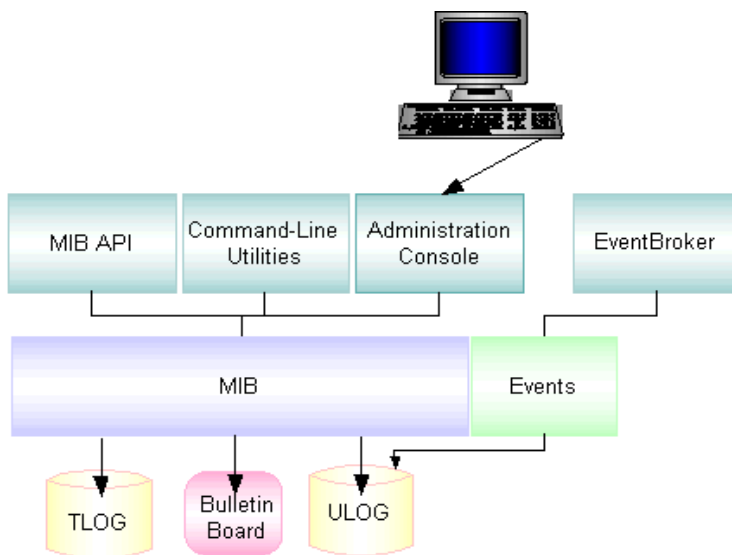 MIB API
Command-Line
Utilities
Administration
Console
EventBroker
MIB
Events
TLOG
Bulletin
Board
ULOG